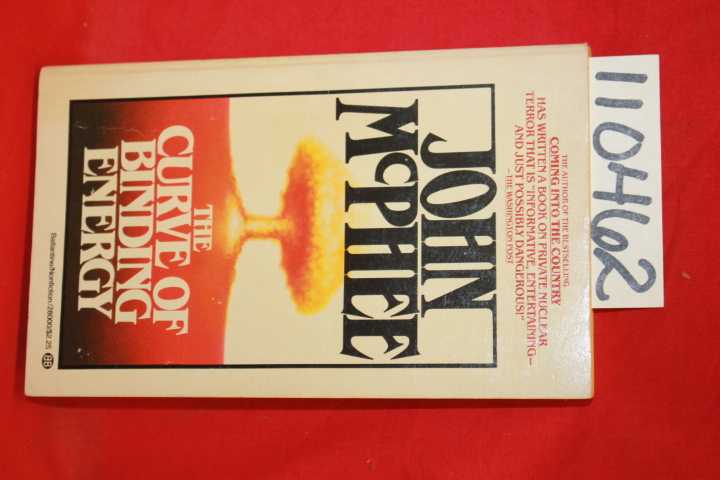 THE AUTHOR OF THE BESTSELLING
COMING INTO THE COUNTRY
HAS WRITTEN A BOOK ON PRIVATE NUCLEAR
TERROR THAT IS "INFORMATIVE, ENTERTAINING—
AND JUST POSSIBLY DANGEROUS!"
—THE WASHINGTON POST
JOHN
McPHEE
THE
CURVE OF
BINDING
ENERGY
Ballantine/Nonfiction/28000/$2.25
BB
110462